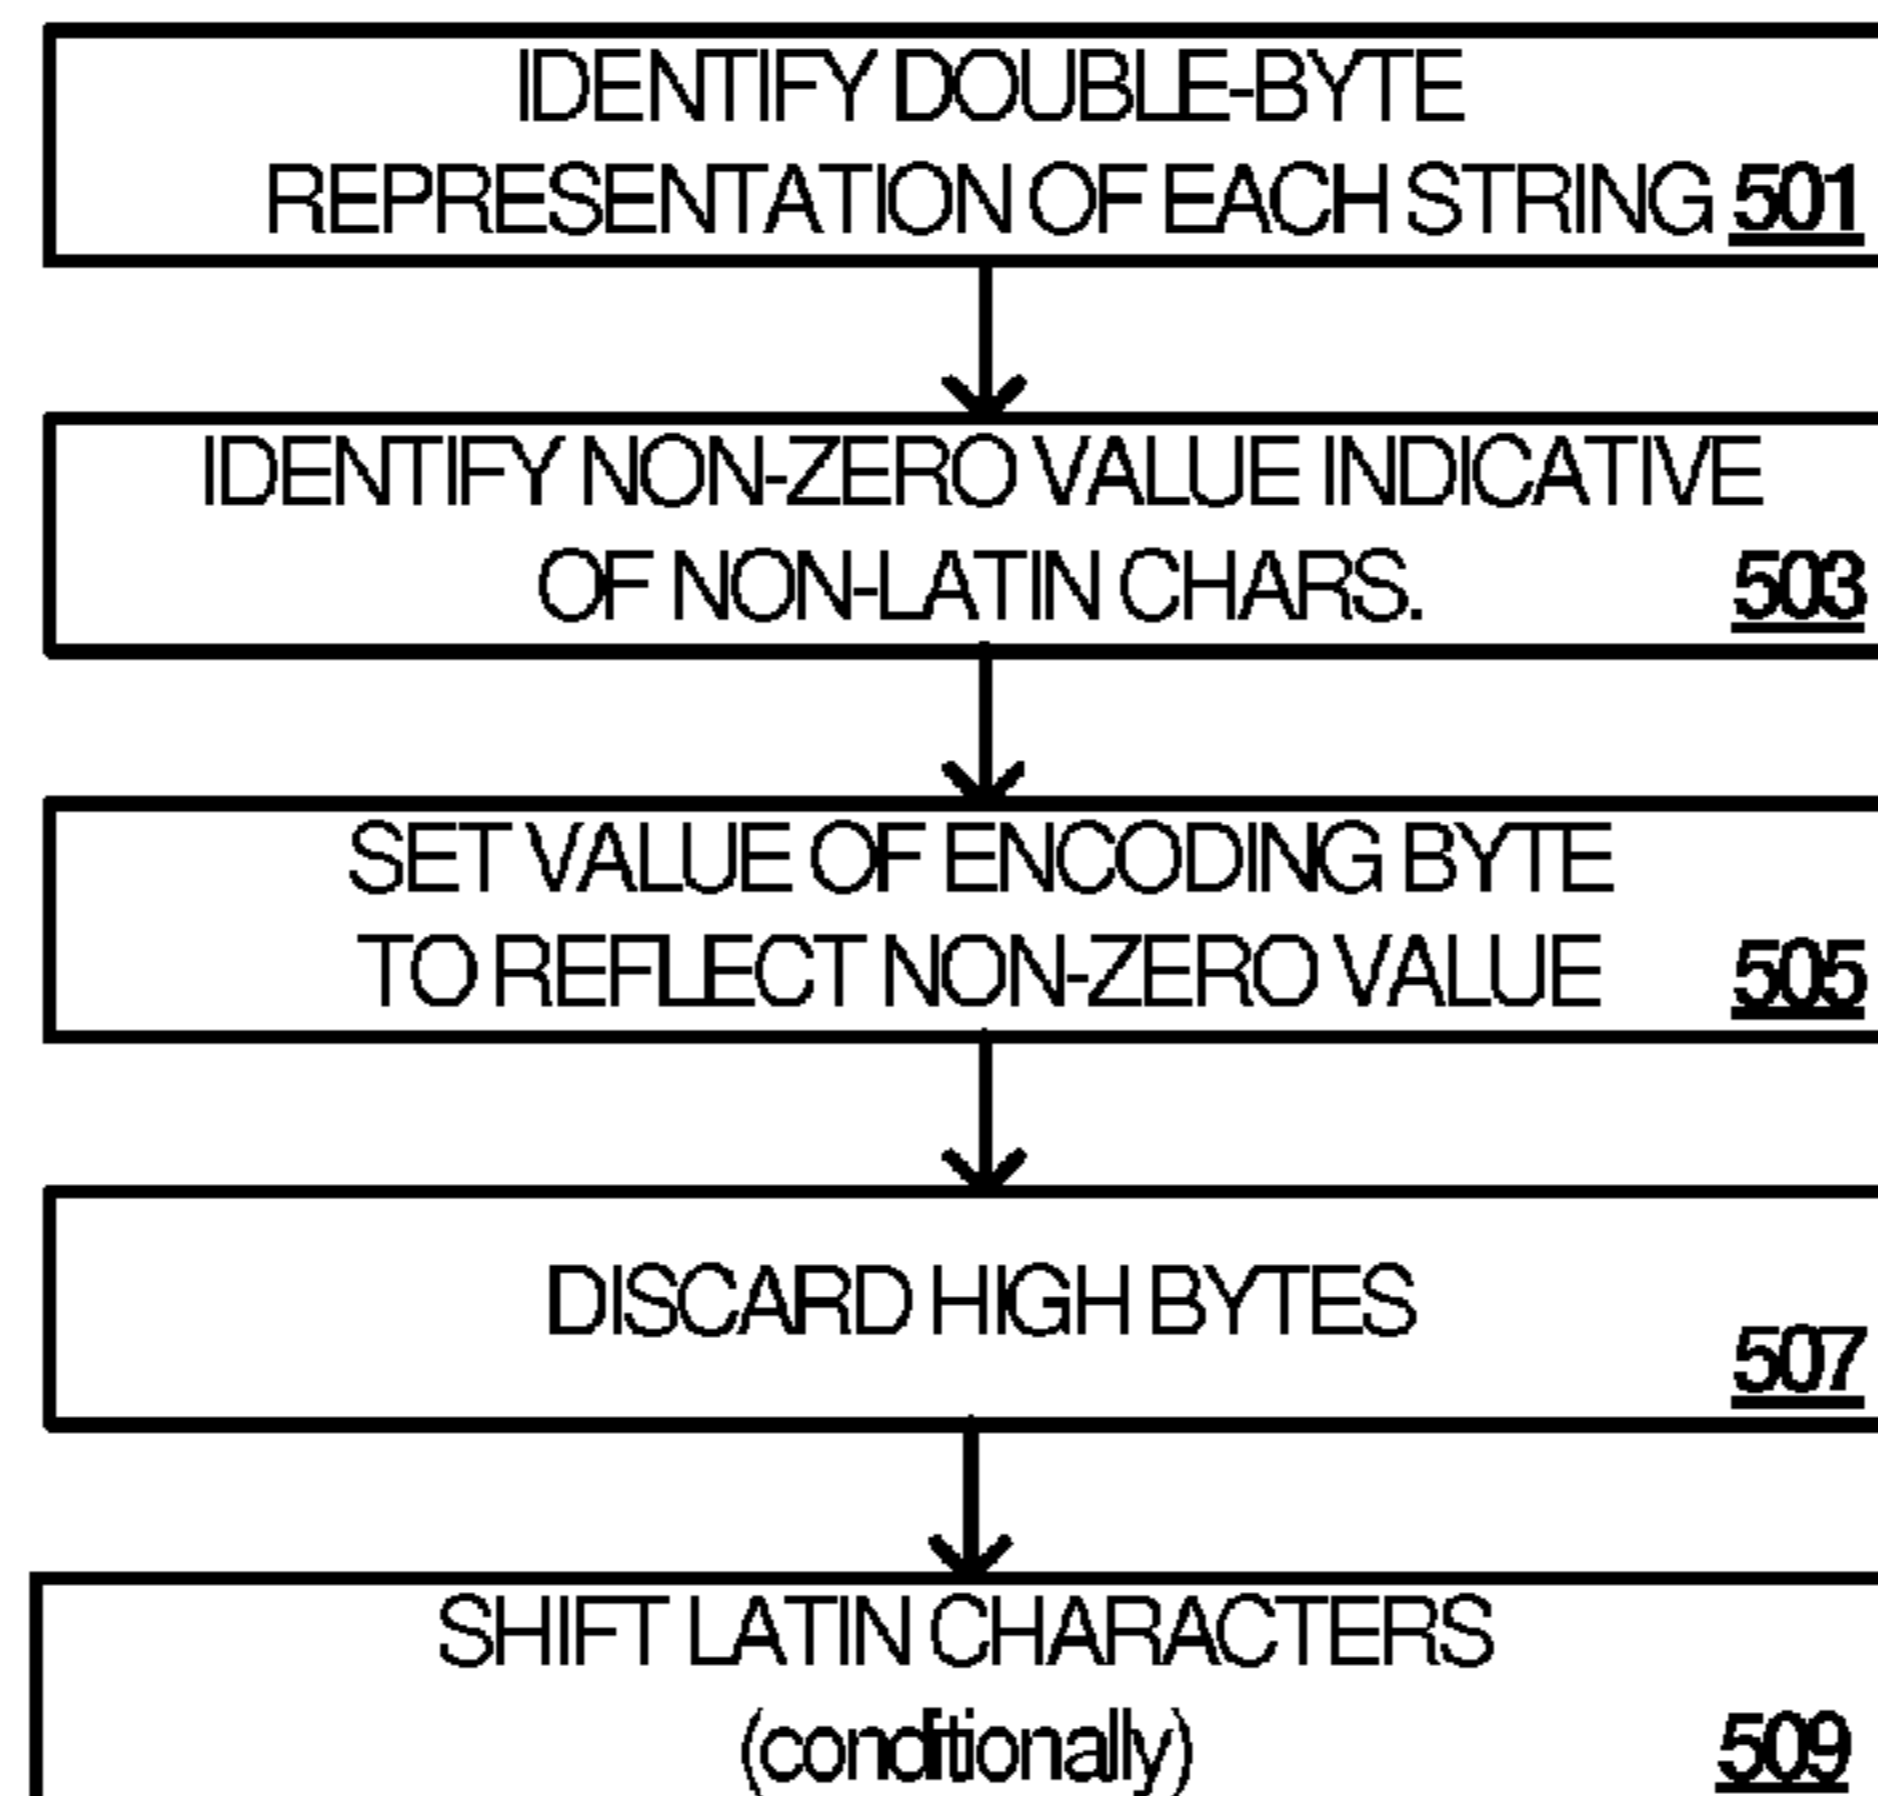 IDENTIFY DOUBLE-BYTE
REPRESENTATION OF EACH STRING 501
IDENTIFY NON-ZERO VALUE INDICATIVE
OF NON-LATIN CHARS. 503
SET VALUE OF ENCODING BYTE
TO REFLECT NON-ZERO VALUE 505
DISCARD HIGH BYTES
507
SHIFT LATIN CHARACTERS
(conditionally) 509